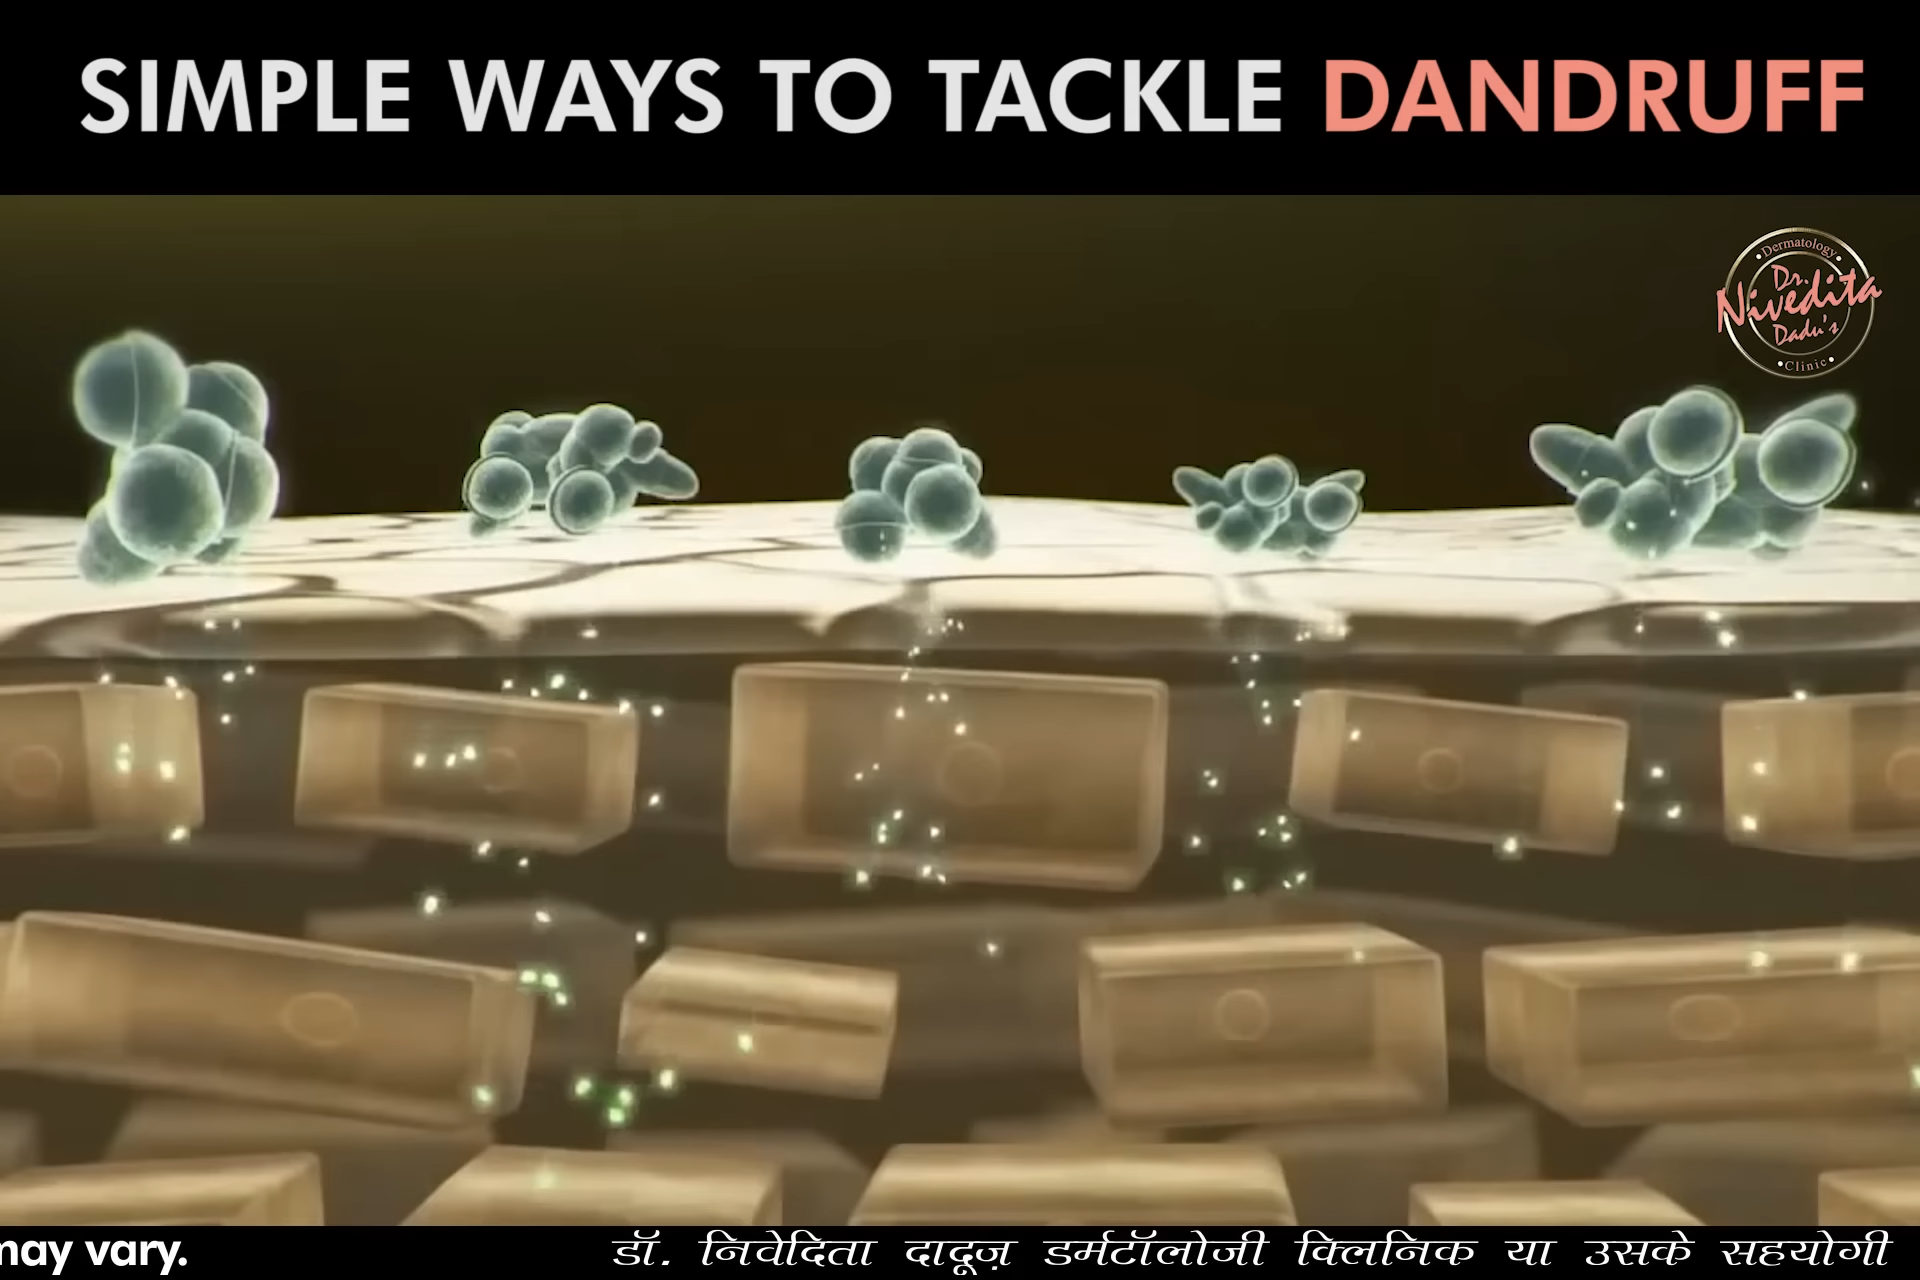 SIMPLE WAYS TO TACKLE DANDRUFF
Dermatology
Dr.
Nivedita
Dadu's
Clinic
may vary. डॉ. निवेदिता दादूज़ डर्मटॉलोजी क्लिनिक या उसके सहयोगी